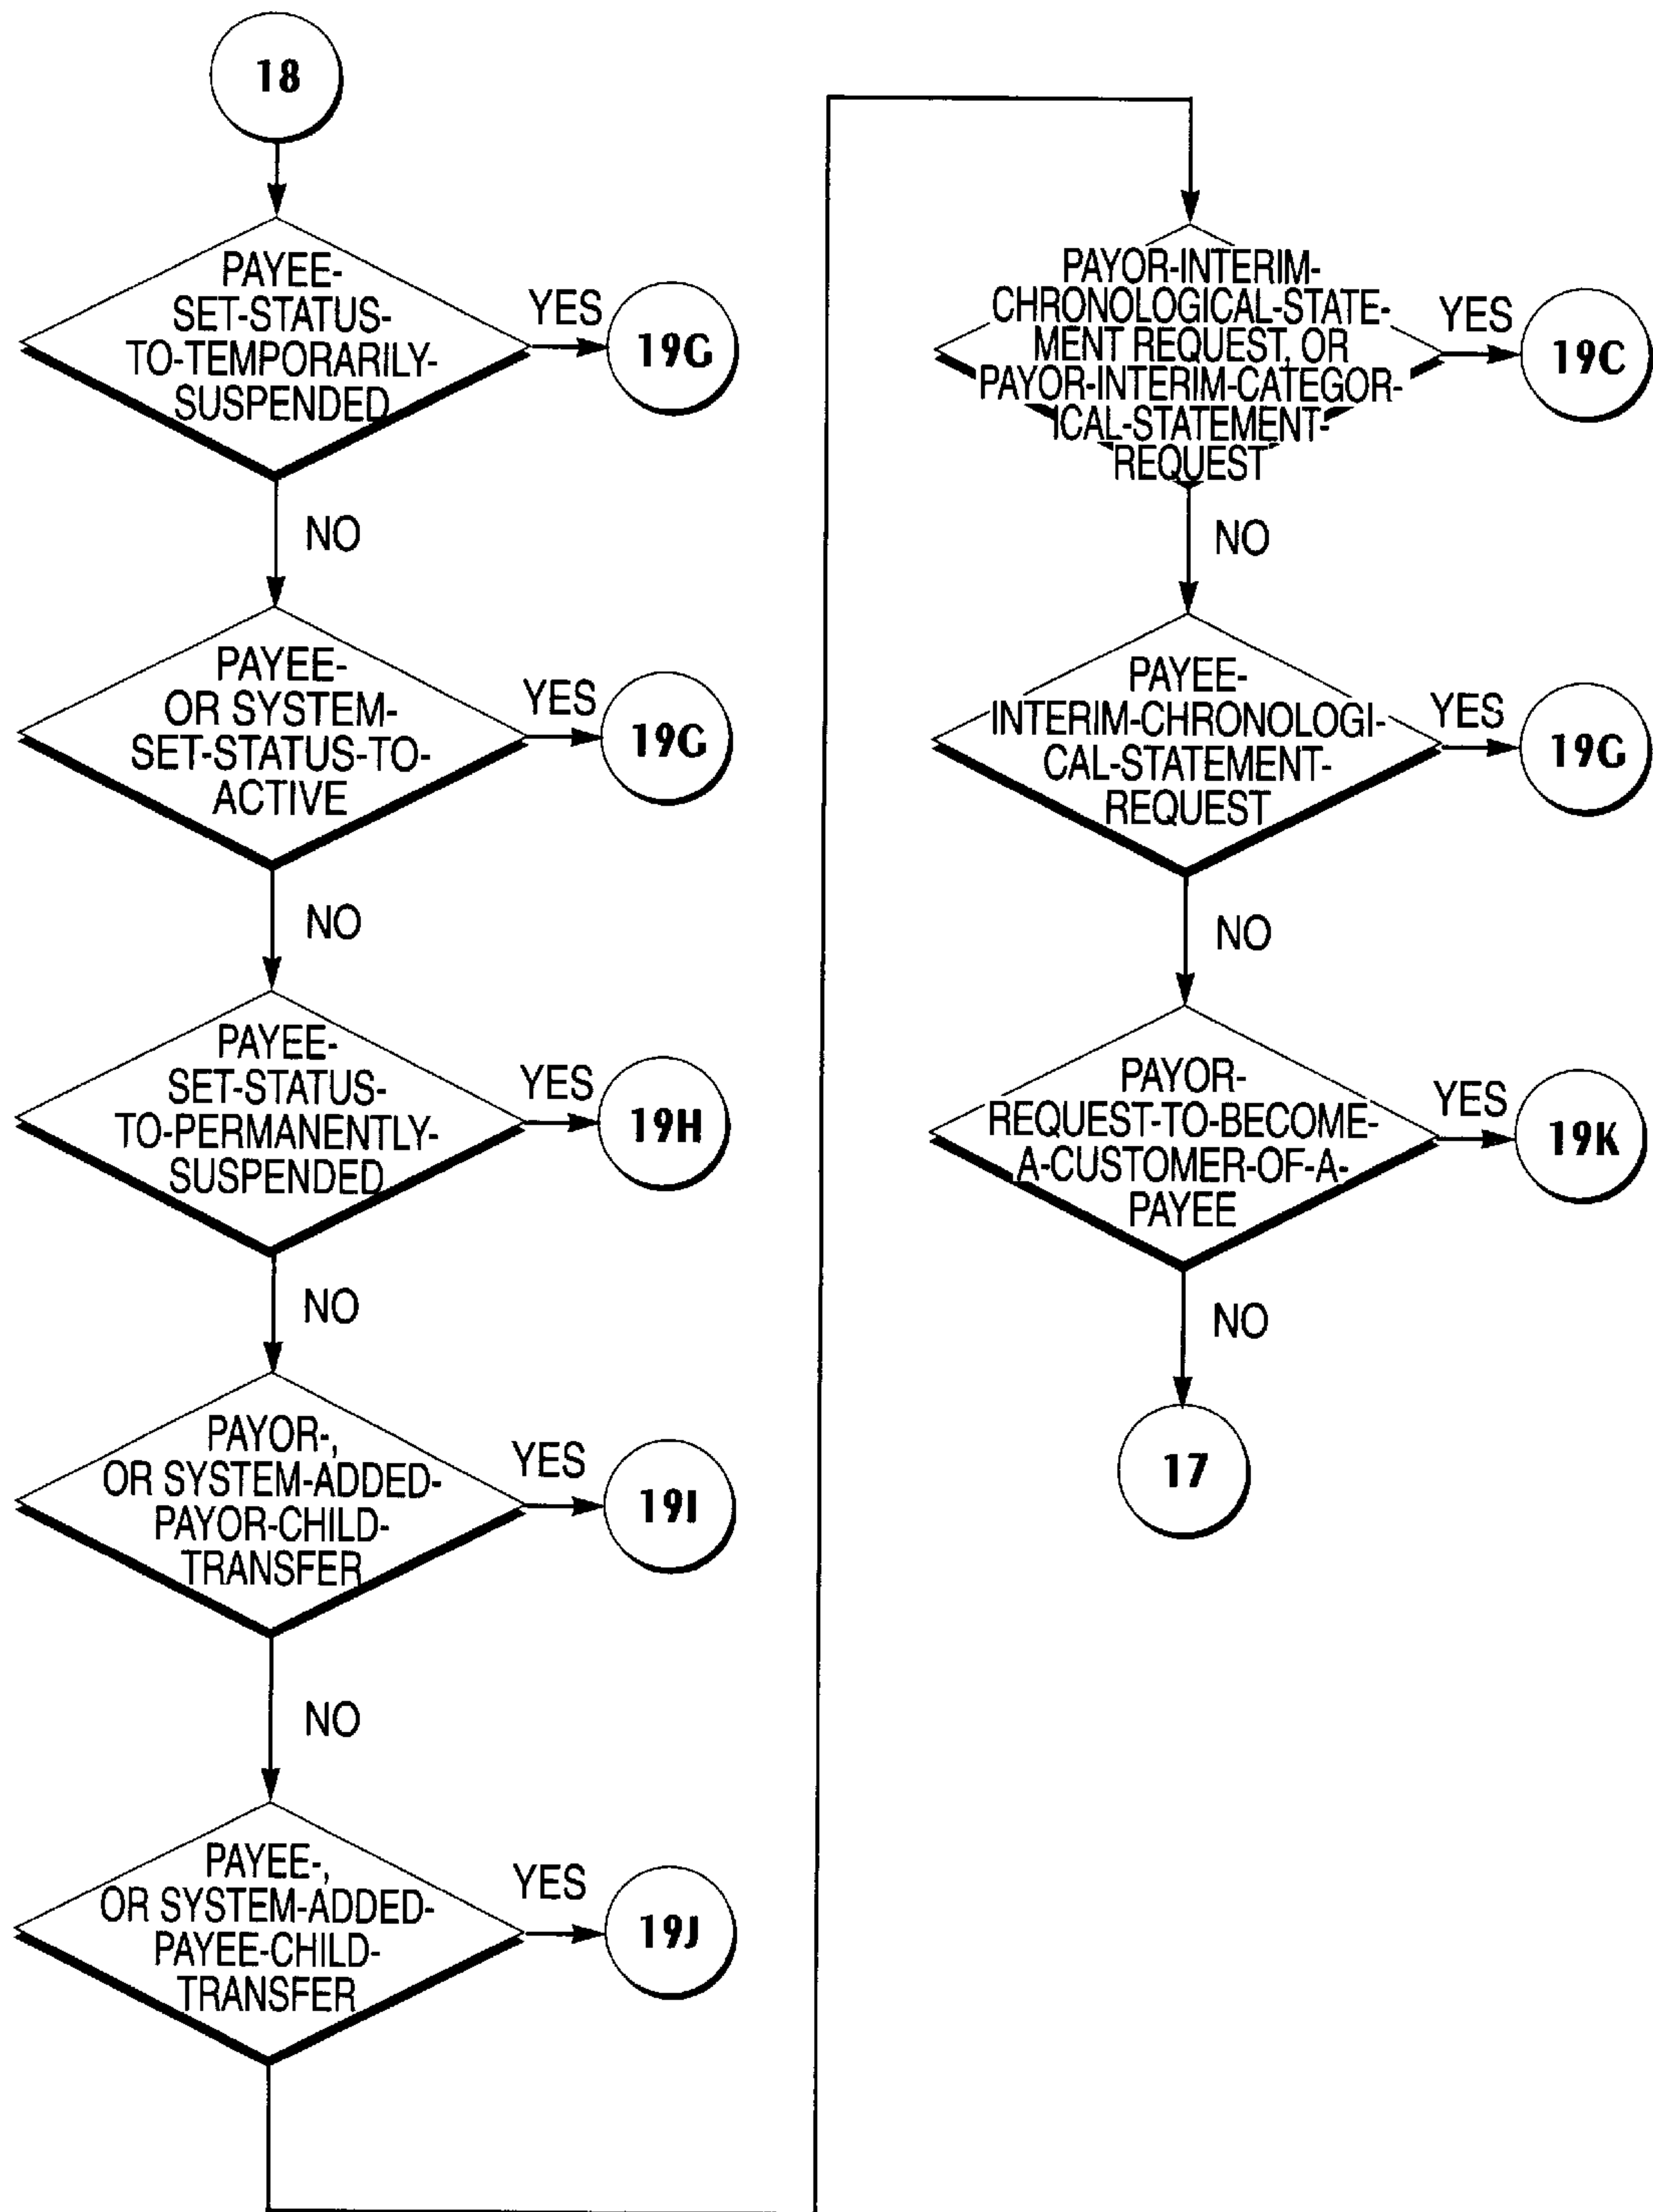 18
PAYEE-
SET-STATUS-
TO-TEMPORARILY-
SUSPENDED
YES
19G
NO
PAYEE-
OR SYSTEM-
SET-STATUS-TO-
ACTIVE
YES
19G
NO
PAYEE-
SET-STATUS-
TO-PERMANENTLY-
SUSPENDED
YES
19H
NO
PAYOR-,
OR SYSTEM-ADDED-
PAYOR-CHILD-
TRANSFER
YES
19I
NO
PAYEE-,
OR SYSTEM-ADDED-
PAYEE-CHILD-
TRANSFER
YES
19J
PAYOR-INTERIM-
CHRONOLOGICAL-STATE-
MENT REQUEST, OR
PAYOR-INTERIM-CATEGOR-
ICAL-STATEMENT-
REQUEST
YES
19C
NO
PAYEE-
INTERIM-CHRONOLOGI-
CAL-STATEMENT-
REQUEST
YES
19G
NO
PAYOR-
REQUEST-TO-BECOME-
A-CUSTOMER-OF-A-
PAYEE
YES
19K
NO
17